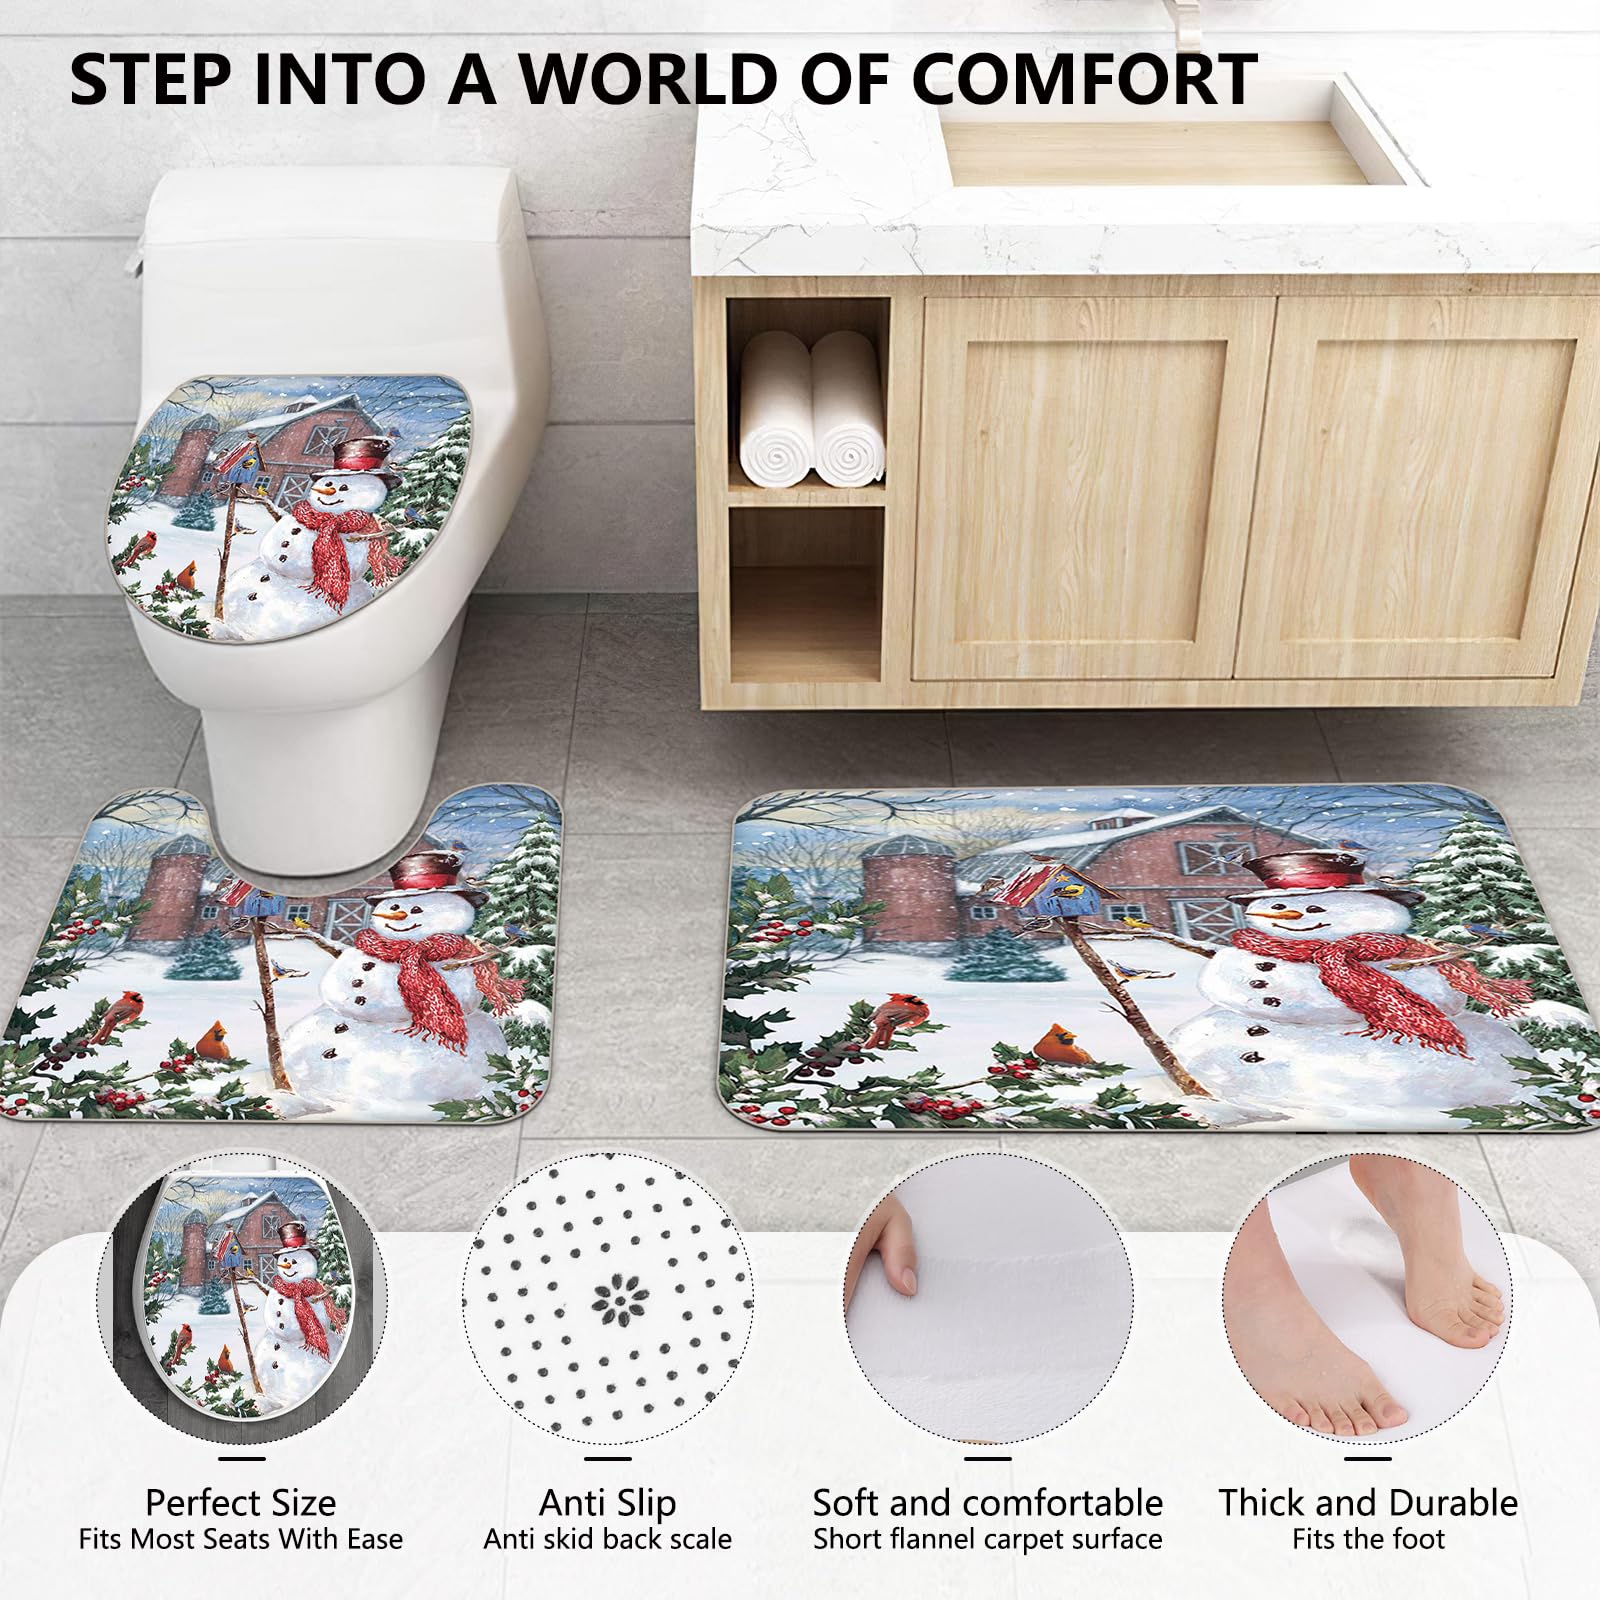 STEP INTO A WORLD OF COMFORT
Perfect Size
Fits Most Seats With Ease
Anti Slip
Anti skid back scale
Soft and comfortable
Short flannel carpet surface
Thick and Durable
Fits the foot